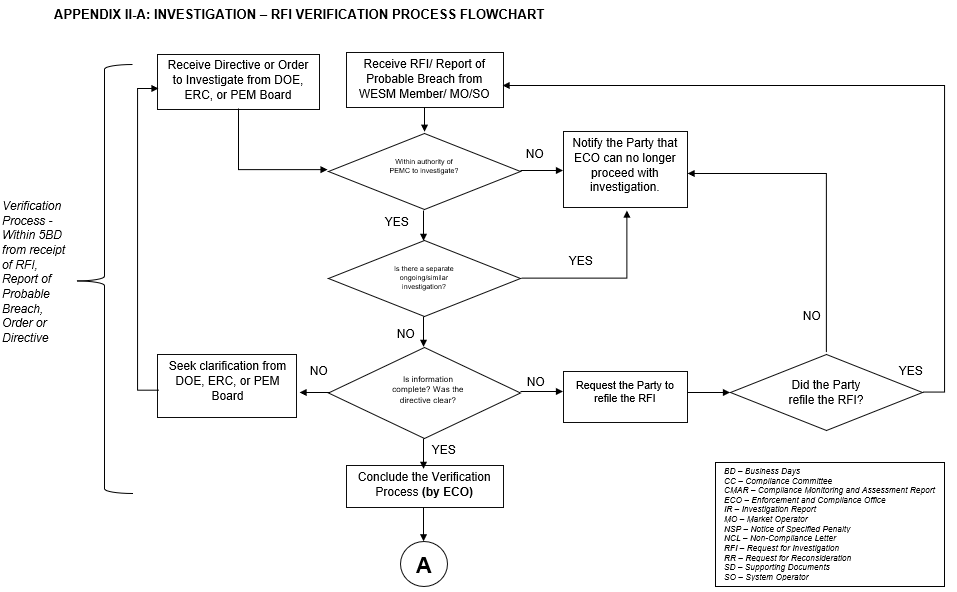 APPENDIX II-A: INVESTIGATION – RFI VERIFICATION PROCESS FLOWCHART
Receive Directive or Order
to Investigate from DOE,
ERC, or PEM Board
Receive RFI/ Report of
Probable Breach from
WESM Member/ MO/SO
Within authority of
PEMC to investigate?
NO
Notify the Party that
ECO can no longer
proceed with
investigation.
YES
Is there a separate
ongoing/similar
investigation?
YES
Verification
Process -
Within 5BD
from receipt
of RFI,
Report of
Probable
Breach,
Order or
Directive
NO
NO
Seek clarification from
DOE, ERC, or PEM
Board
NO
Is information
complete? Was the
directive clear?
NO
Request the Party to
refile the RFI
Did the Party
refile the RFI?
YES
YES
Conclude the Verification
Process (by ECO)
A
BD – Business Days
CC – Compliance Committee
CMAR – Compliance Monitoring and Assessment Report
ECO – Enforcement and Compliance Office
IR – Investigation Report
MO – Market Operator
NSP – Notice of Specified Penalty
NCL – Non-Compliance Letter
RFI – Request for Investigation
RR – Request for Reconsideration
SD – Supporting Documents
SO – System Operator